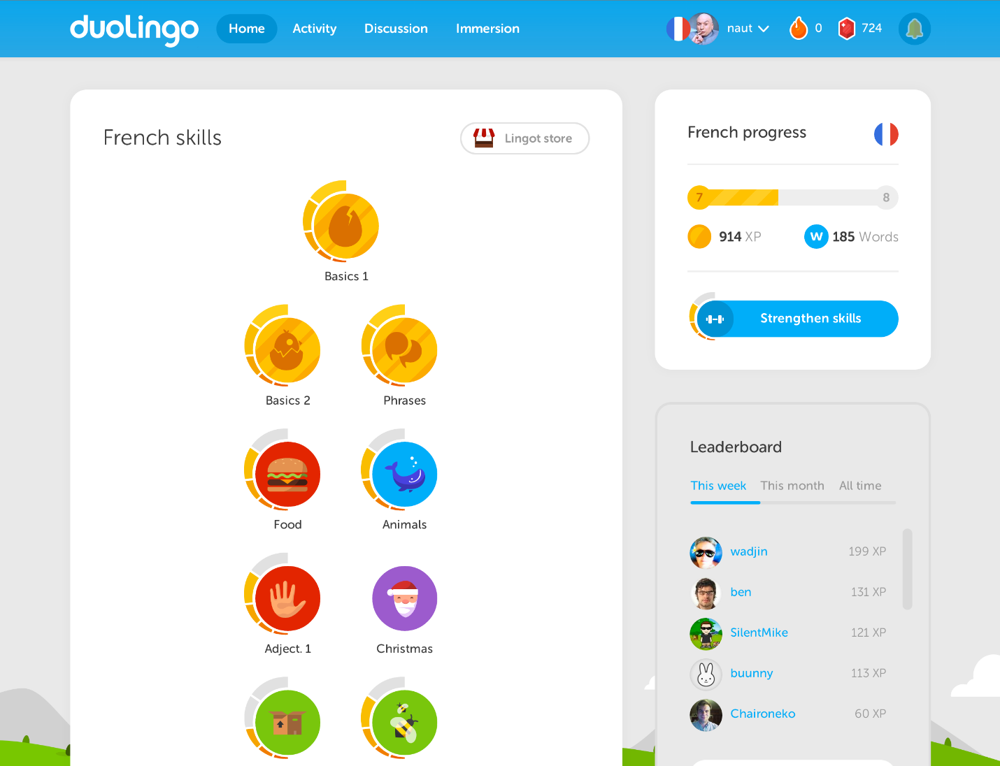 duolingo
Home Activity Discussion Immersion
naut 0 724
French skills
Lingot store
Basics 1
Basics 2 Phrases
Food Animals
Adject. 1 Christmas
French progress
7 8
914 XP W 185 Words
Strengthen skills
Leaderboard
This week This month All time
wadjin 199 XP
ben 131 XP
SilentMike 121 XP
buunny 113 XP
Chaironeko 60 XP